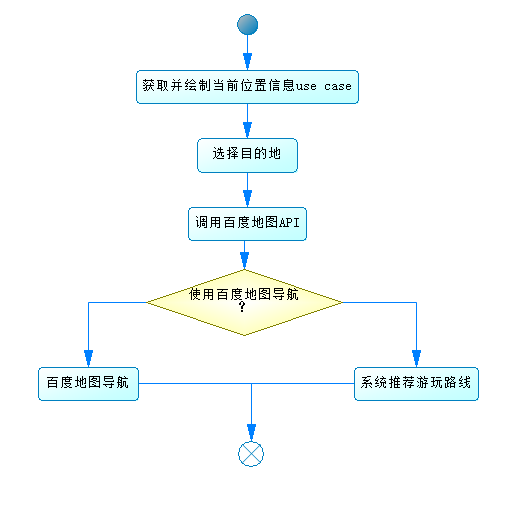 获取并绘制当前位置信息use case
选择目的地
调用百度地图API
使用百度地图导航
?
百度地图导航
系统推荐游玩路线